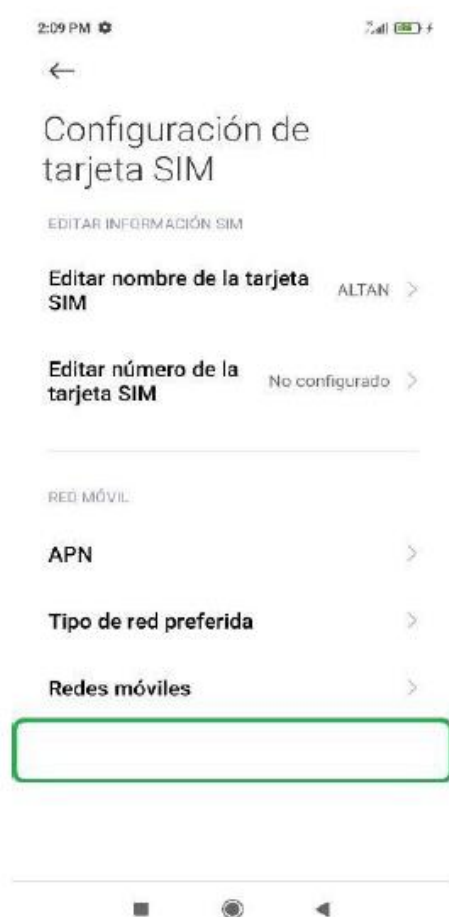 2:09 PM
Configuración de
tarjeta SIM
EDITAR INFORMACIÓN SIM
Editar nombre de la tarjeta
SIM
ALTAN
Editar número de la
tarjeta SIM
No configurado
RED MÓVIL
APN
Tipo de red preferida
Redes móviles